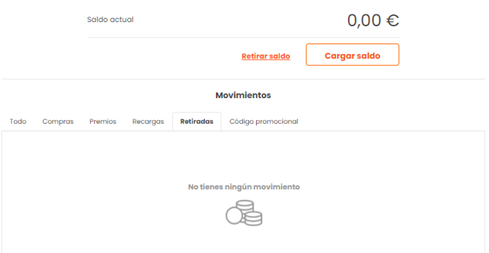 Saldo actual 0,00 €
Retirar saldo Cargar saldo
Movimientos
Todo Compras Premios Recargas Retiradas Código promocional
No tienes ningún movimiento